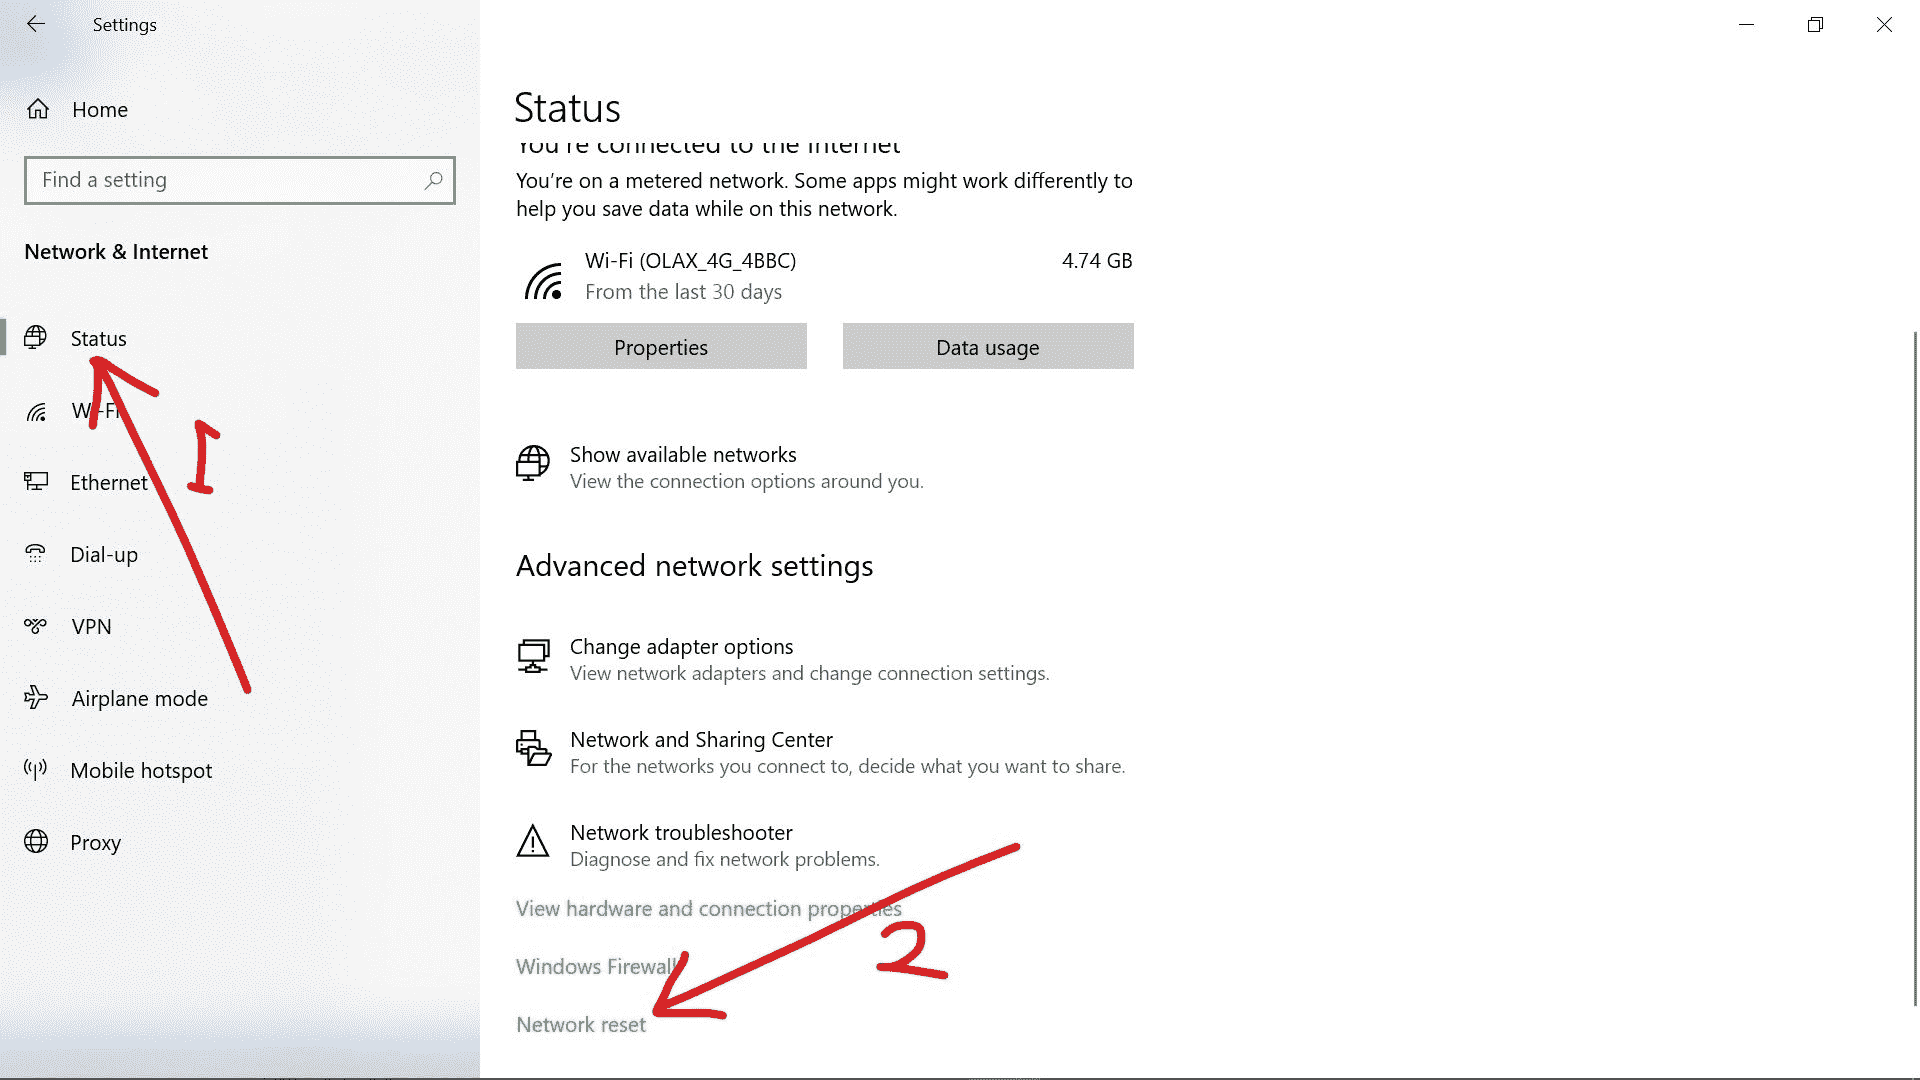 Settings
Home
Find a setting
Network & Internet
Status
Wi-Fi
1
Ethernet
Dial-up
VPN
Airplane mode
Mobile hotspot
Proxy
Status
You're connected to the Internet
You're on a metered network. Some apps might work differently to
help you save data while on this network.
Wi-Fi (OLAX_4G_4BBC) 4.74 GB
From the last 30 days
Properties Data usage
Show available networks
View the connection options around you.
Advanced network settings
Change adapter options
View network adapters and change connection settings.
Network and Sharing Center
For the networks you connect to, decide what you want to share.
Network troubleshooter
Diagnose and fix network problems.
View hardware and connection properties
2
Windows Firewall
Network reset